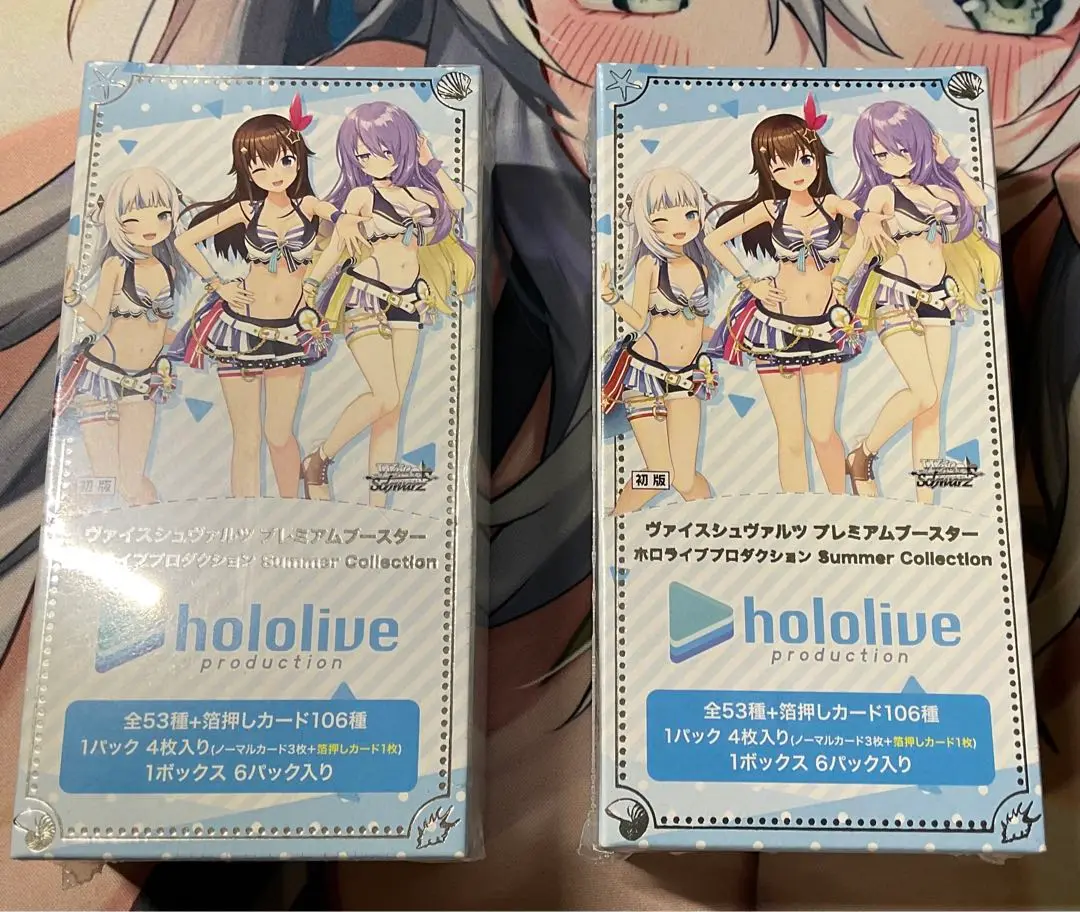 初版
Weiß Schwarz
ヴァイスシュヴァルツ プレミアムブースター
イブプロダクション Summer Collection
hololive
production
全53種+箔押しカード106種
1パック 4枚入り(ノーマルカード3枚+箔押しカード1枚)
1ボックス 6パック入り
初版
Weiß Schwarz
ヴァイスシュヴァルツ プレミアムブースター
ホロライブプロダクション Summer Collection
hololive
production
全53種+箔押しカード106種
1パック 4枚入り(ノーマルカード3枚+箔押しカード1枚)
1ボックス 6パック入り